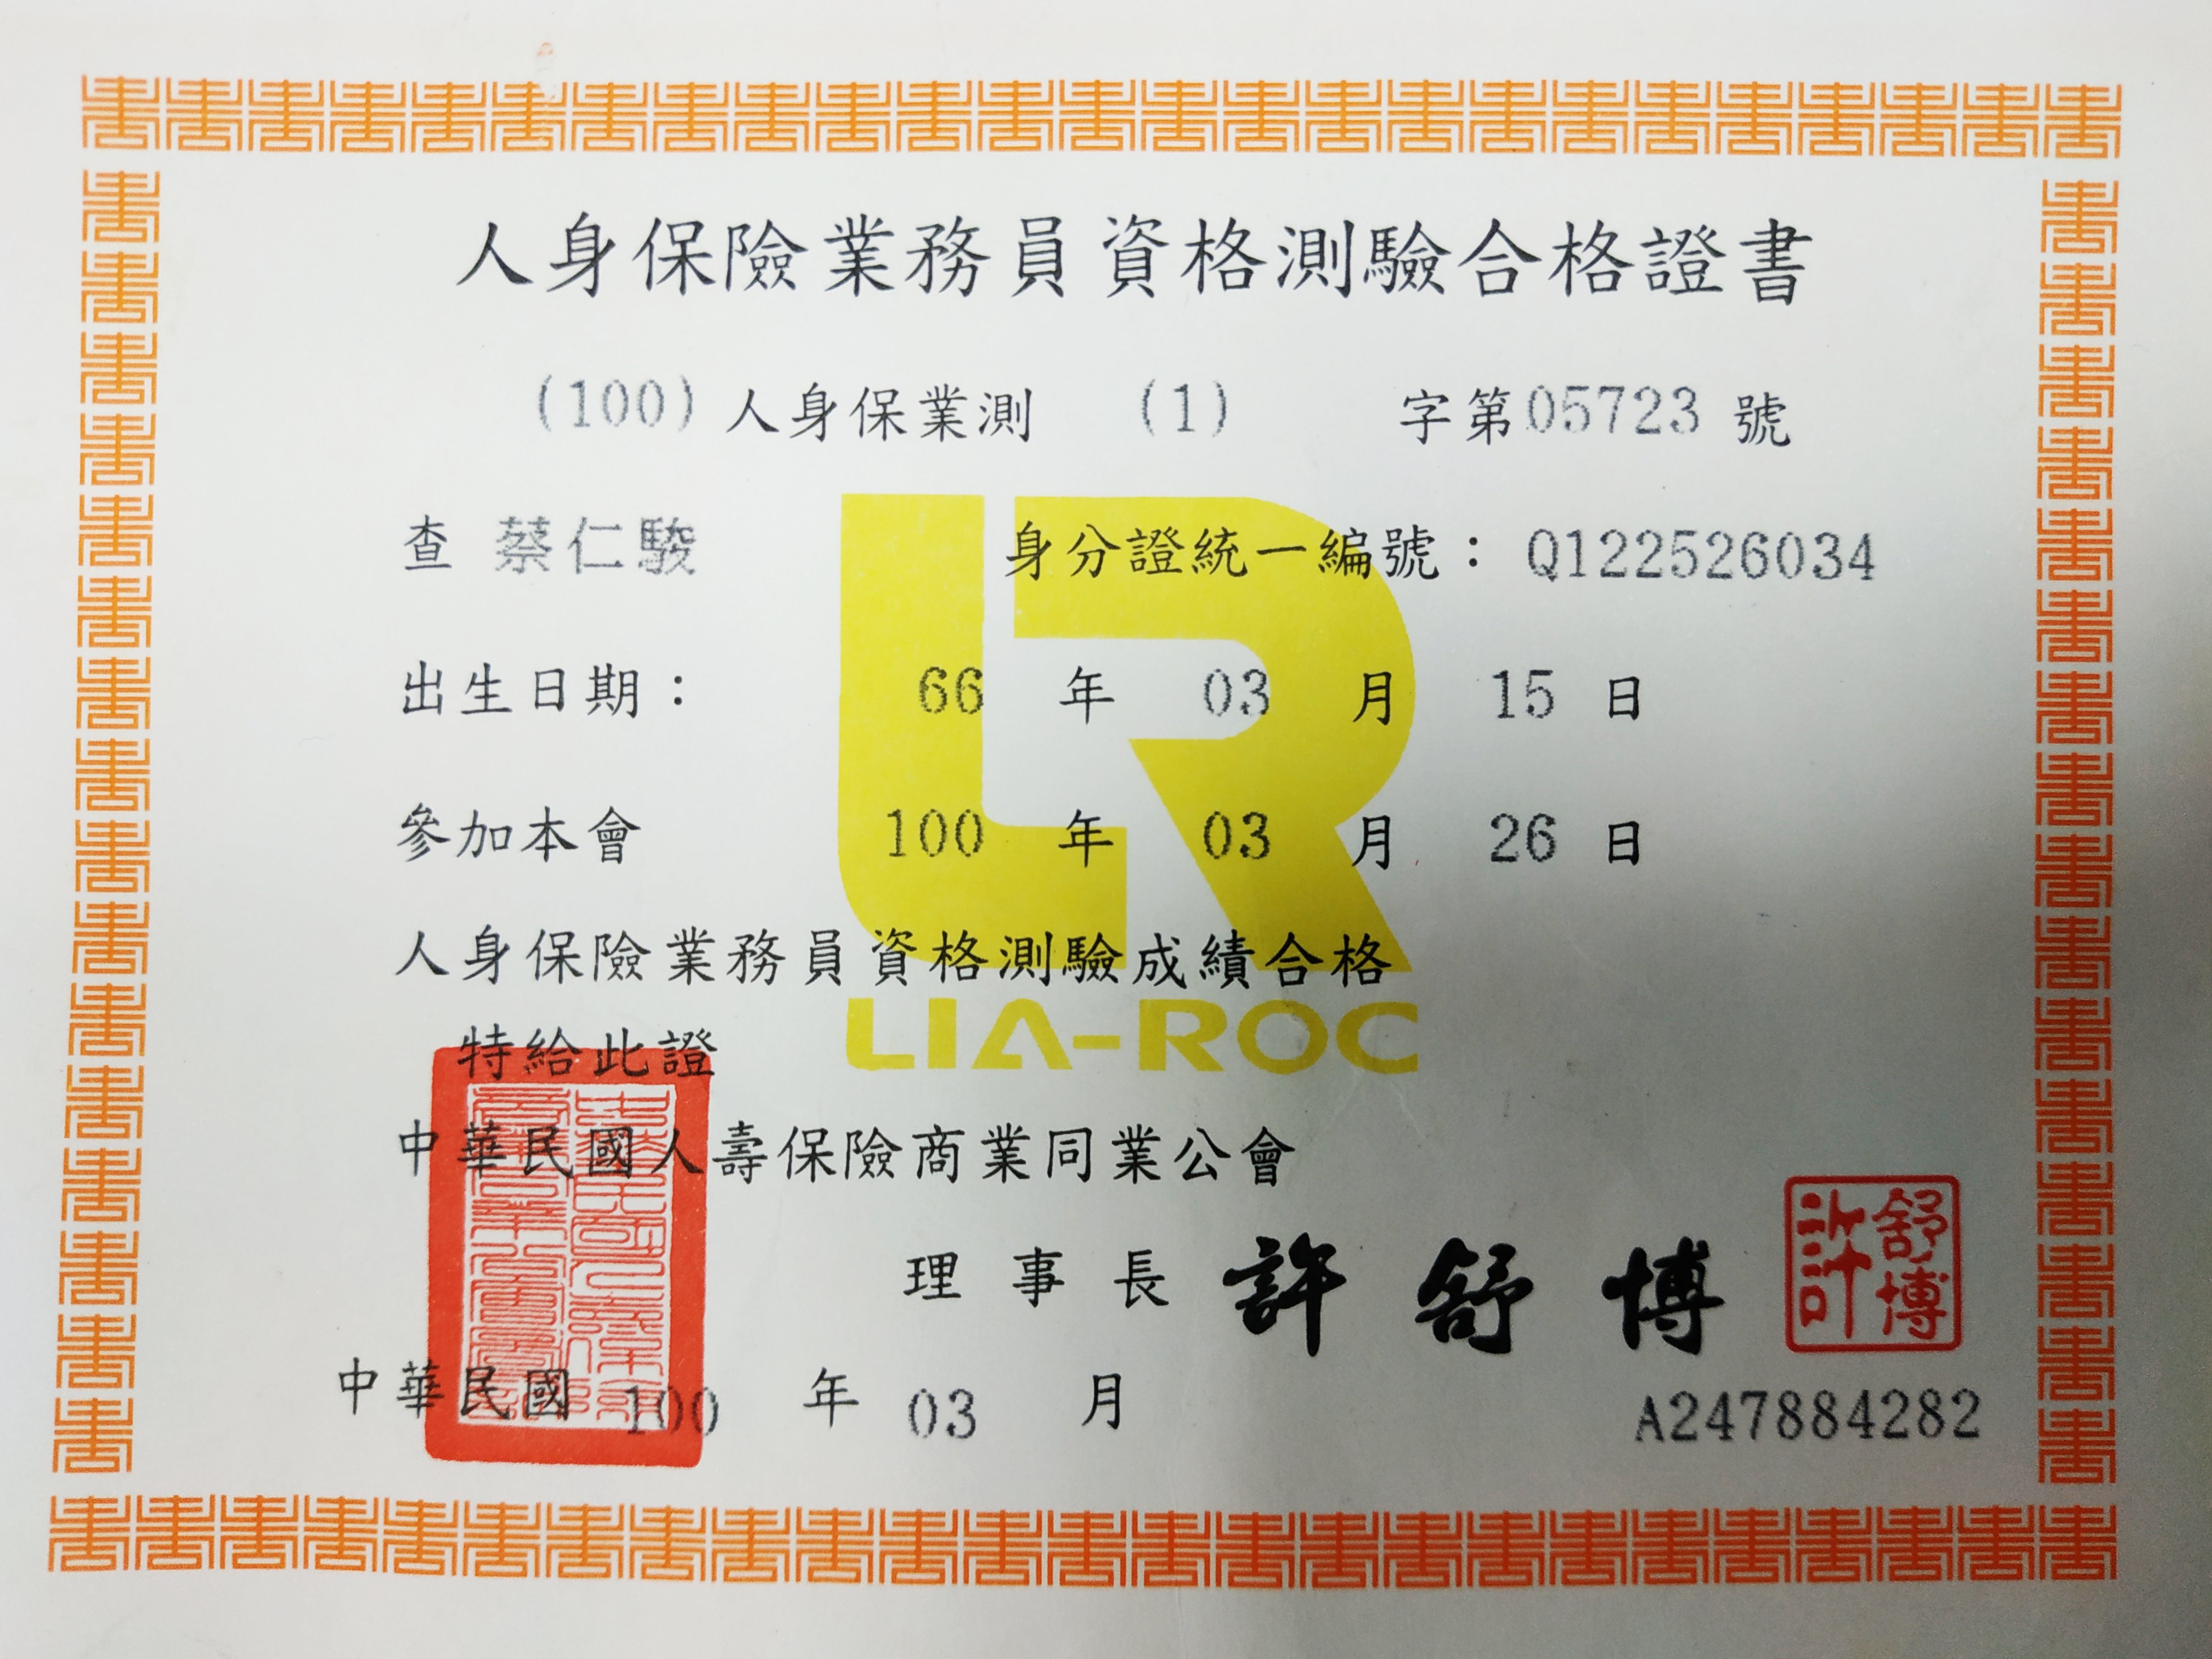 人身保險業務員資格測驗合格證書
(100)人身保業測 (1) 字第05723號
查 蔡仁駿 身分證統一編號：Q122526034
出生日期： 66 年 03 月 15 日
參加本會 100 年 03 月 26 日
人身保險業務員資格測驗成績合格
特給此證
LIA-ROC
中華民國人壽保險商業同業公會
理事長 許舒博
許舒博
中華民國 100 年 03 月
A247884282